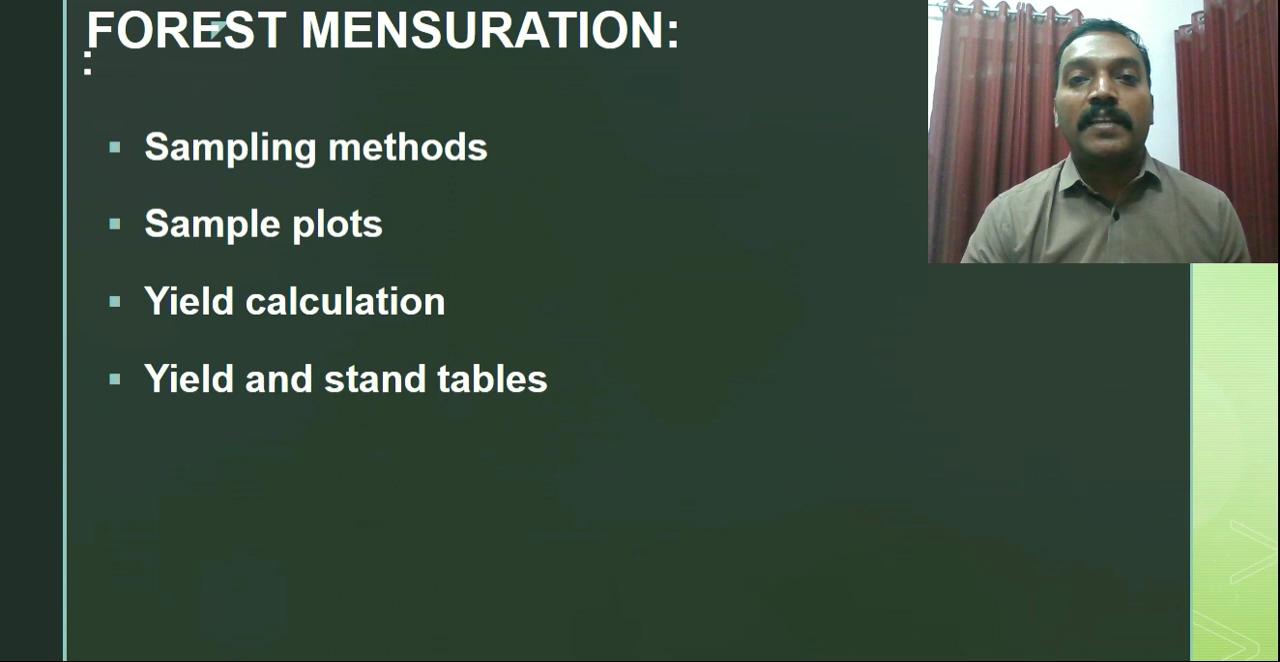 FOREST MENSURATION:
:
Sampling methods
Sample plots
Yield calculation
Yield and stand tables